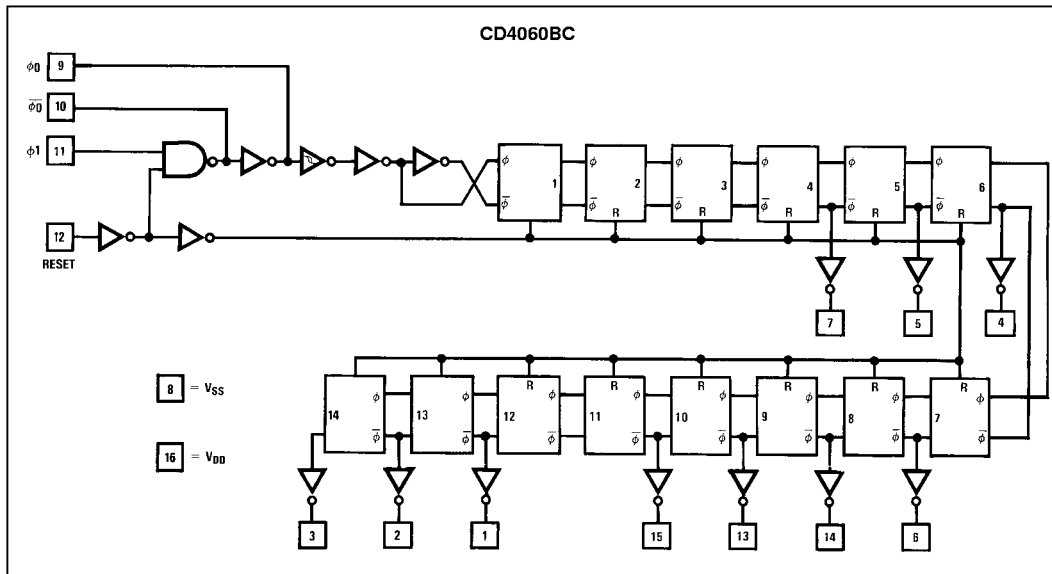 CD4060BC
ϕ0 9
ϕ̅0̅ 10
ϕ1 11
12
RESET
ϕ ϕ̅ 1
ϕ ϕ̅ 2 R
ϕ ϕ̅ 3 R
ϕ ϕ̅ 4 R
ϕ ϕ̅ 5 R
ϕ ϕ̅ 6 R
7 5 4
8 = VSS
16 = VDD
14 ϕ ϕ̅
13 ϕ ϕ̅
12 R ϕ ϕ̅
11 R ϕ ϕ̅
10 R ϕ ϕ̅
9 R ϕ ϕ̅
8 R ϕ ϕ̅
7 R ϕ ϕ̅
3 2 1 15 13 14 6